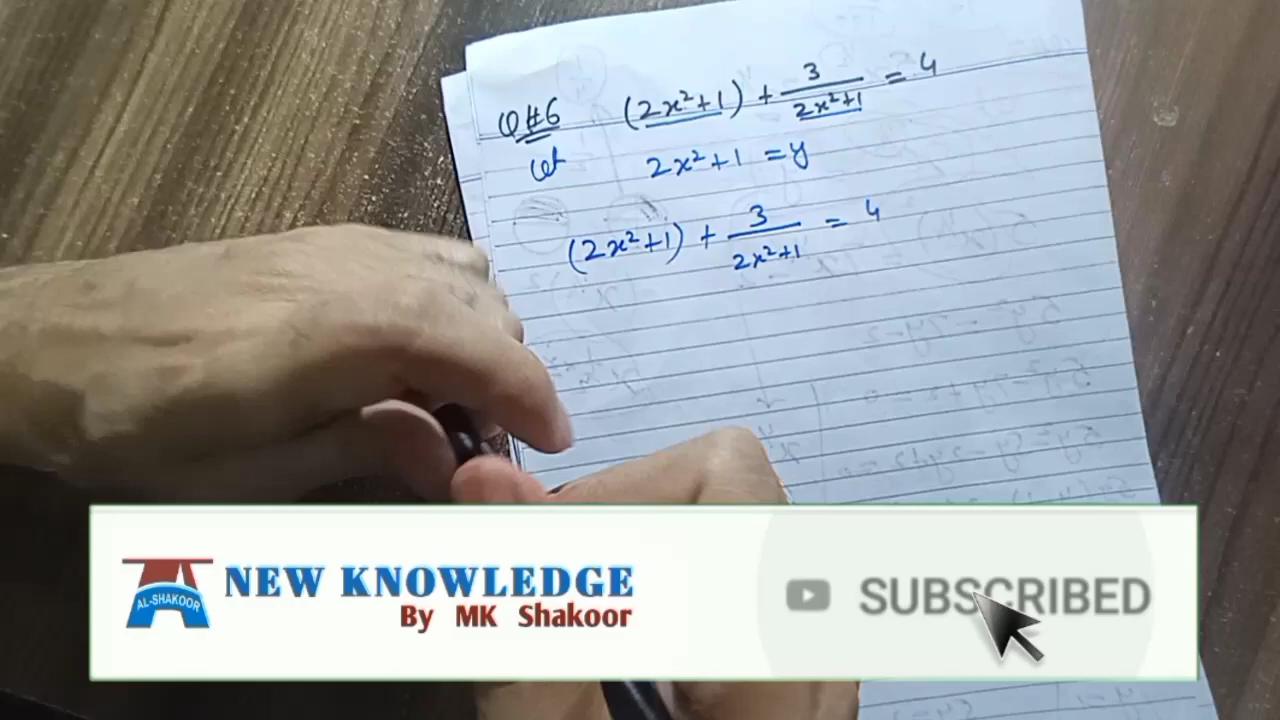 Q#6 (2x²+1) + 3/(2x²+1) = 4
let 2x²+1 = y
(2x²+1) + 3/(2x²+1) = 4
AL-SHAKOOR
NEW KNOWLEDGE
By MK Shakoor
SUBSCRIBED